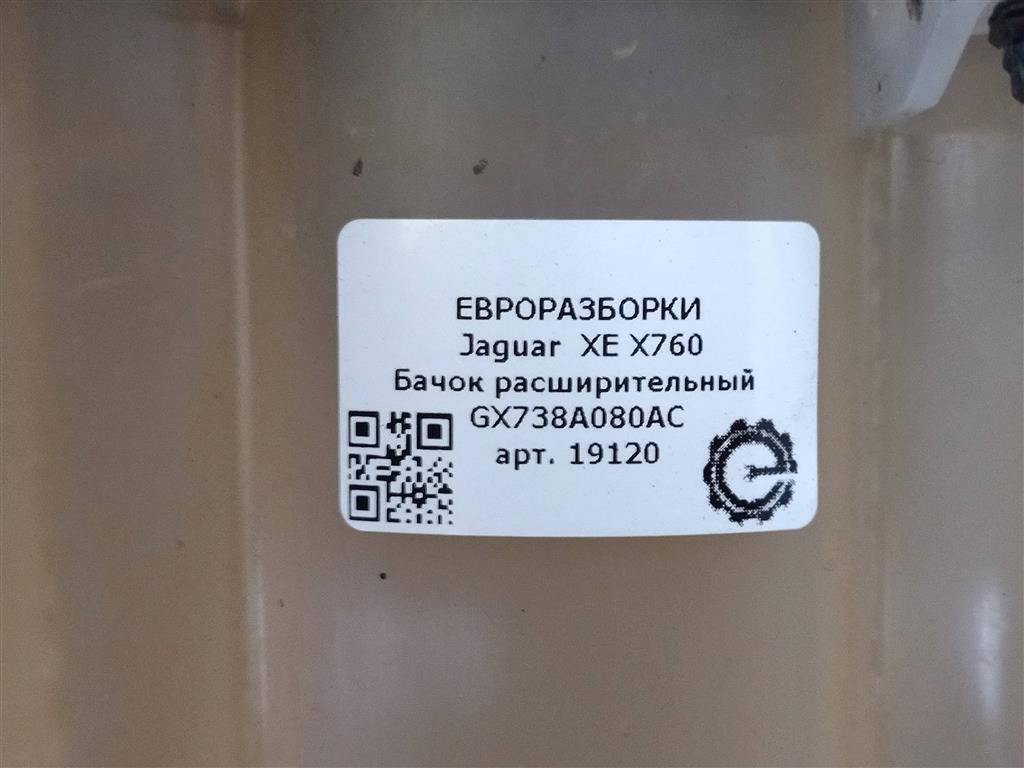 ЕВРОРАЗБОРКИ
Jaguar XE X760
Бачок расширительный
GX738A080AC
арт. 19120